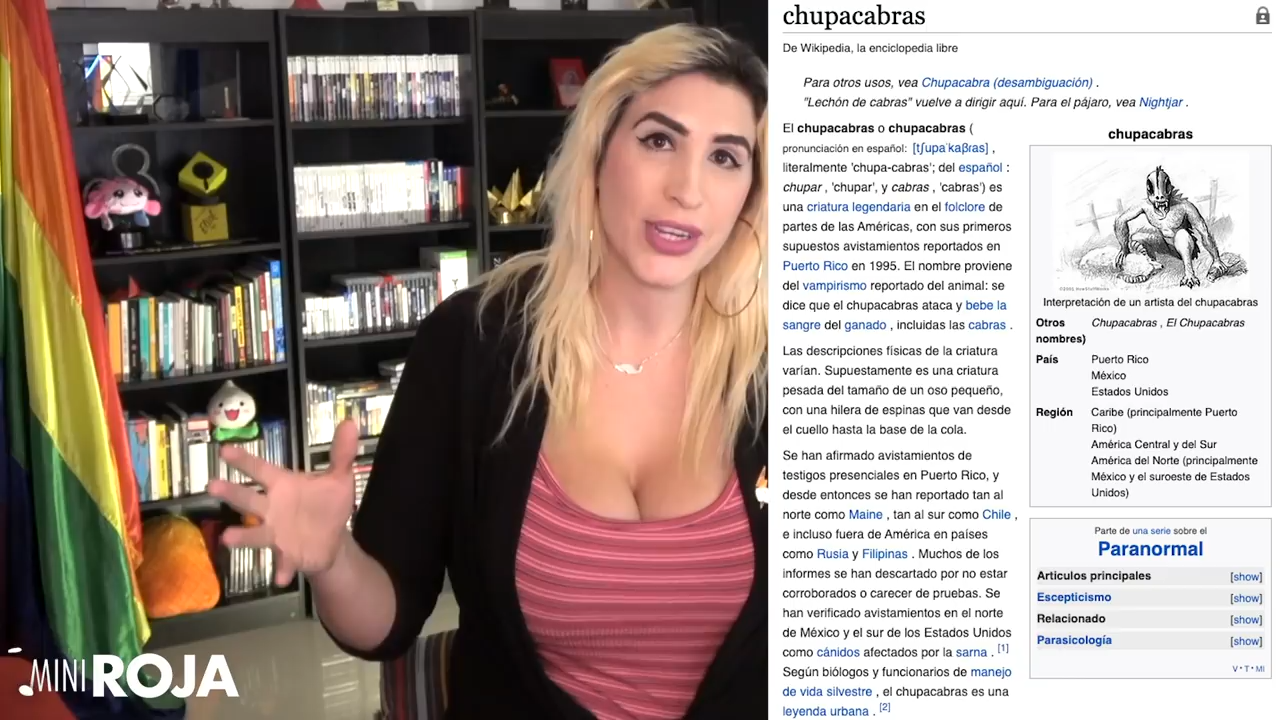 MINI ROJA
chupacabras
De Wikipedia, la enciclopedia libre
Para otros usos, vea Chupacabra (desambiguación) .
"Lechón de cabras" vuelve a dirigir aquí. Para el pájaro, vea Nightjar .
El chupacabras o chupacabras (
pronunciación en español: [tʃupaˈkaβɾas] ,
literalmente 'chupa-cabras'; del español :
chupar , 'chupar', y cabras , 'cabras') es
una criatura legendaria en el folclore de
partes de las Américas, con sus primeros
supuestos avistamientos reportados en
Puerto Rico en 1995. El nombre proviene
del vampirismo reportado del animal: se
dice que el chupacabras ataca y bebe la
sangre del ganado , incluidas las cabras .
Las descripciones físicas de la criatura
varían. Supuestamente es una criatura
pesada del tamaño de un oso pequeño,
con una hilera de espinas que van desde
el cuello hasta la base de la cola.
Se han afirmado avistamientos de
testigos presenciales en Puerto Rico, y
desde entonces se han reportado tan al
norte como Maine , tan al sur como Chile ,
e incluso fuera de América en países
como Rusia y Filipinas . Muchos de los
informes se han descartado por no estar
corroborados o carecer de pruebas. Se
han verificado avistamientos en el norte
de México y el sur de los Estados Unidos
como cánidos afectados por la sarna . [1]
Según biólogos y funcionarios de manejo
de vida silvestre , el chupacabras es una
leyenda urbana . [2]
chupacabras
Interpretación de un artista del chupacabras
Otros nombres) Chupacabras , El Chupacabras
País Puerto Rico
México
Estados Unidos
Región Caribe (principalmente Puerto
Rico)
América Central y del Sur
América del Norte (principalmente
México y el suroeste de Estados
Unidos)
Parte de una serie sobre el
Paranormal
Articulos principales [show]
Escepticismo [show]
Relacionado [show]
Parasicología [show]
V • T • MI